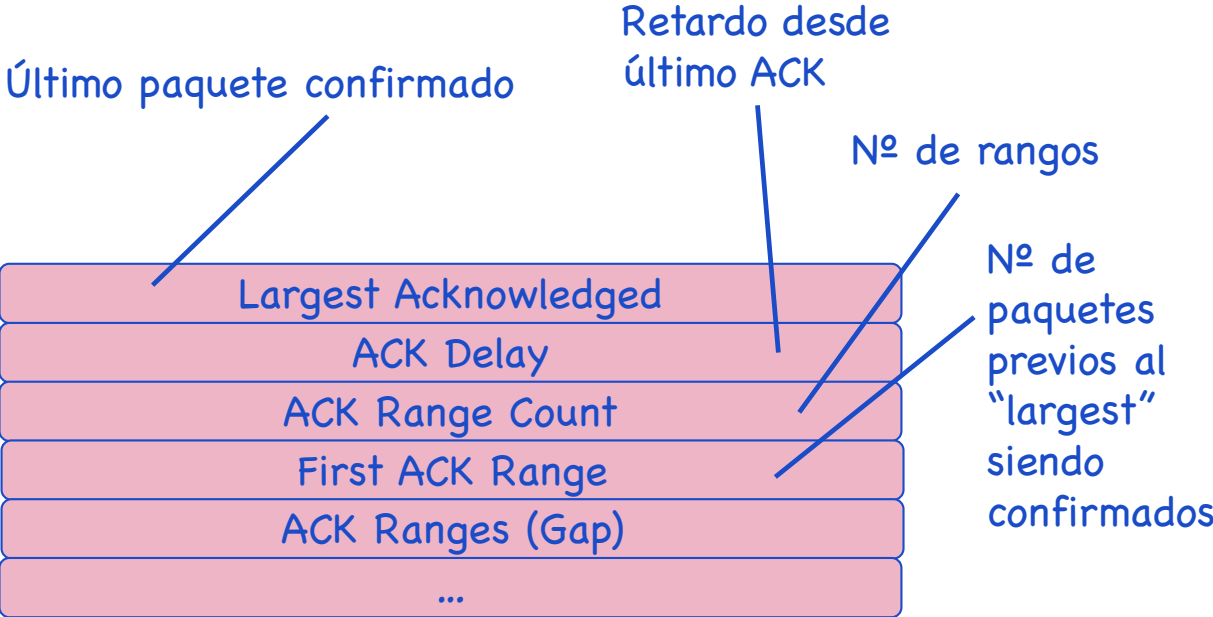 Retardo desde
último ACK
Último paquete confirmado
Nº de rangos
Nº de
paquetes
previos al
“largest”
siendo
confirmados
Largest Acknowledged
ACK Delay
ACK Range Count
First ACK Range
ACK Ranges (Gap)
...